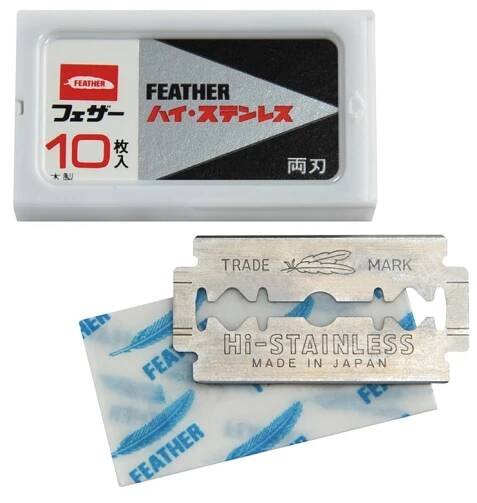 FEATHER
フェザー
10枚入
FEATHER
ハイ・ステンレス
両刃
TRADE MARK
Hi-STAINLESS
MADE IN JAPAN
FEATHER
FEATHER
FEATHER